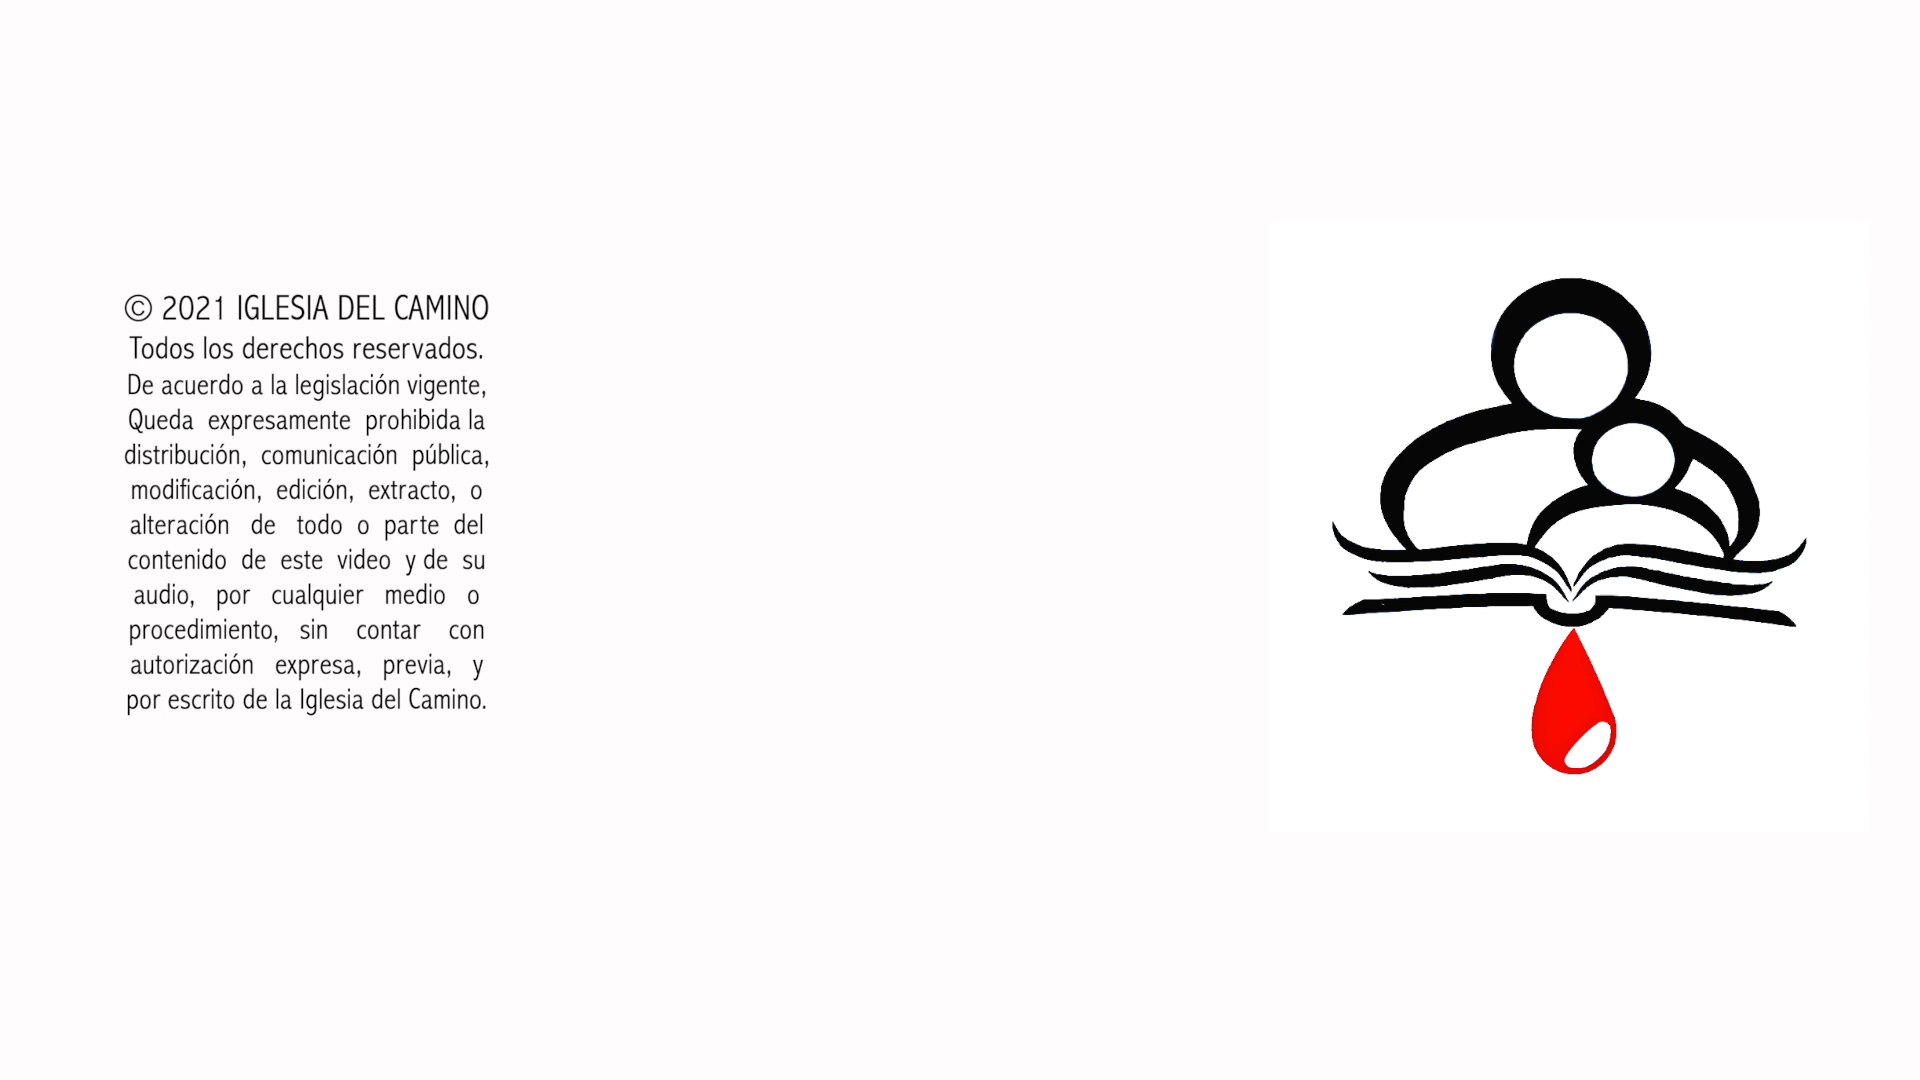 © 2021 IGLESIA DEL CAMINO
Todos los derechos reservados.
De acuerdo a la legislación vigente,
Queda expresamente prohibida la
distribución, comunicación pública,
modificación, edición, extracto, o
alteración de todo o parte del
contenido de este video y de su
audio, por cualquier medio o
procedimiento, sin contar con
autorización expresa, previa, y
por escrito de la Iglesia del Camino.